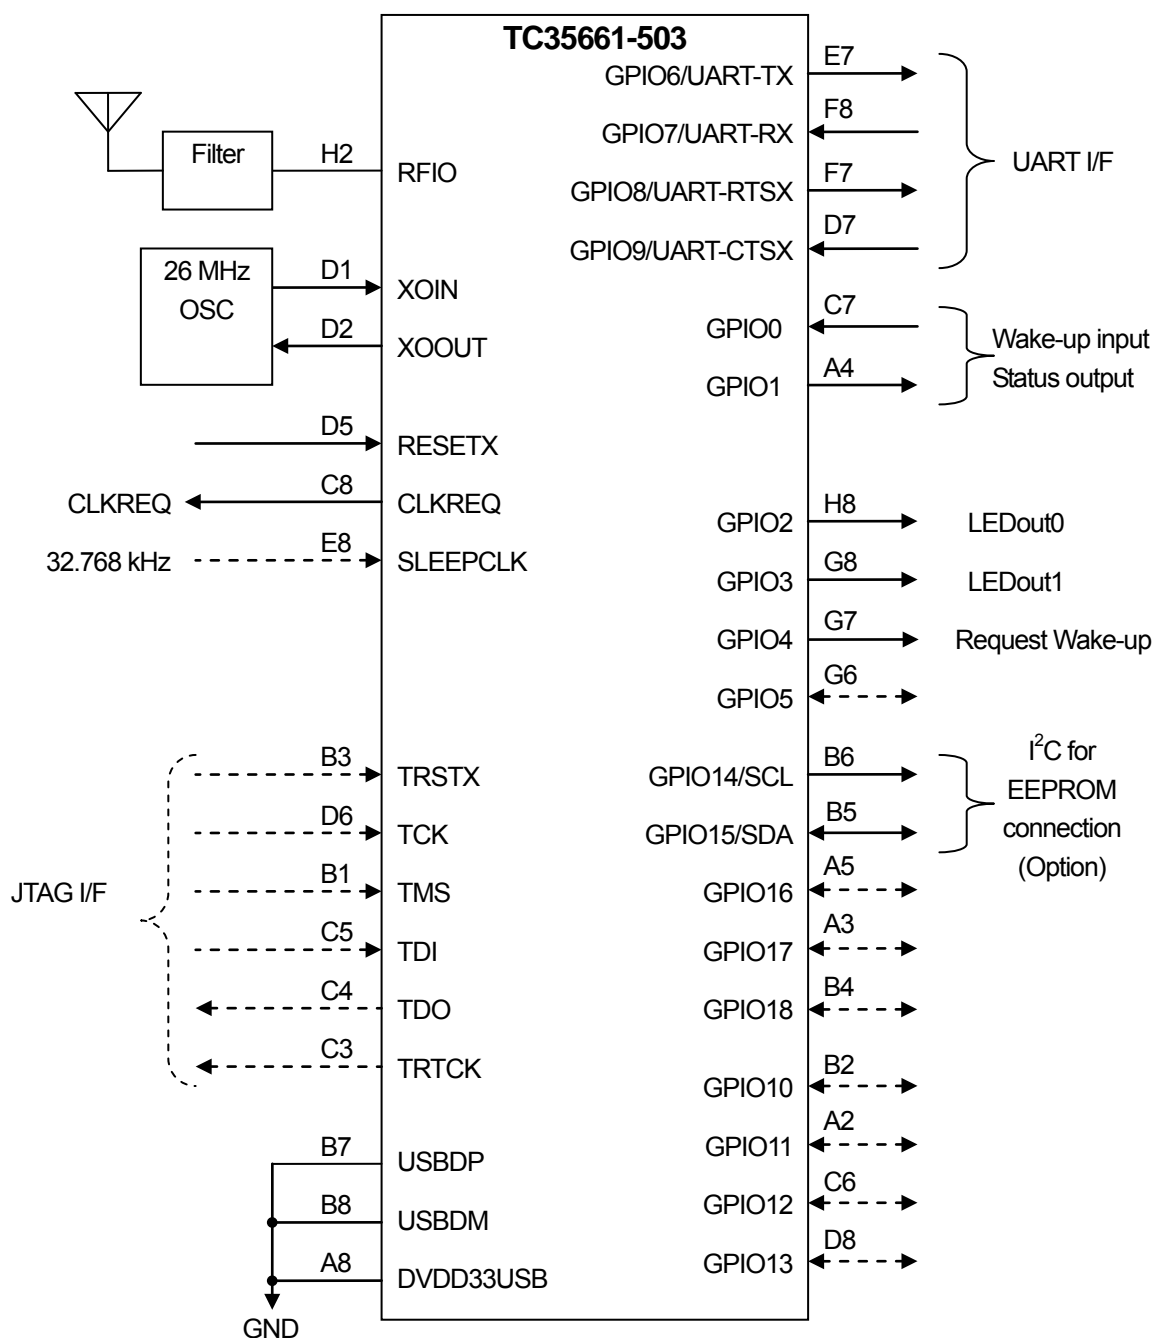 TC35661-503
Filter
H2
RFIO
26 MHz
OSC
D1
XOIN
D2
XOOUT
D5
RESETX
CLKREQ
C8
CLKREQ
32.768 kHz
E8
SLEEPCLK
JTAG I/F
B3
TRSTX
D6
TCK
B1
TMS
C5
TDI
C4
TDO
C3
TRTCK
B7
USBDP
B8
USBDM
A8
DVDD33USB
GND
GPIO6/UART-TX
E7
GPIO7/UART-RX
F8
GPIO8/UART-RTSX
F7
GPIO9/UART-CTSX
D7
UART I/F
GPIO0
C7
GPIO1
A4
Wake-up input
Status output
GPIO2
H8
LEDout0
GPIO3
G8
LEDout1
GPIO4
G7
Request Wake-up
GPIO5
G6
GPIO14/SCL
B6
GPIO15/SDA
B5
I²C for
EEPROM
connection
(Option)
GPIO16
A5
GPIO17
A3
GPIO18
B4
GPIO10
B2
GPIO11
A2
GPIO12
C6
GPIO13
D8